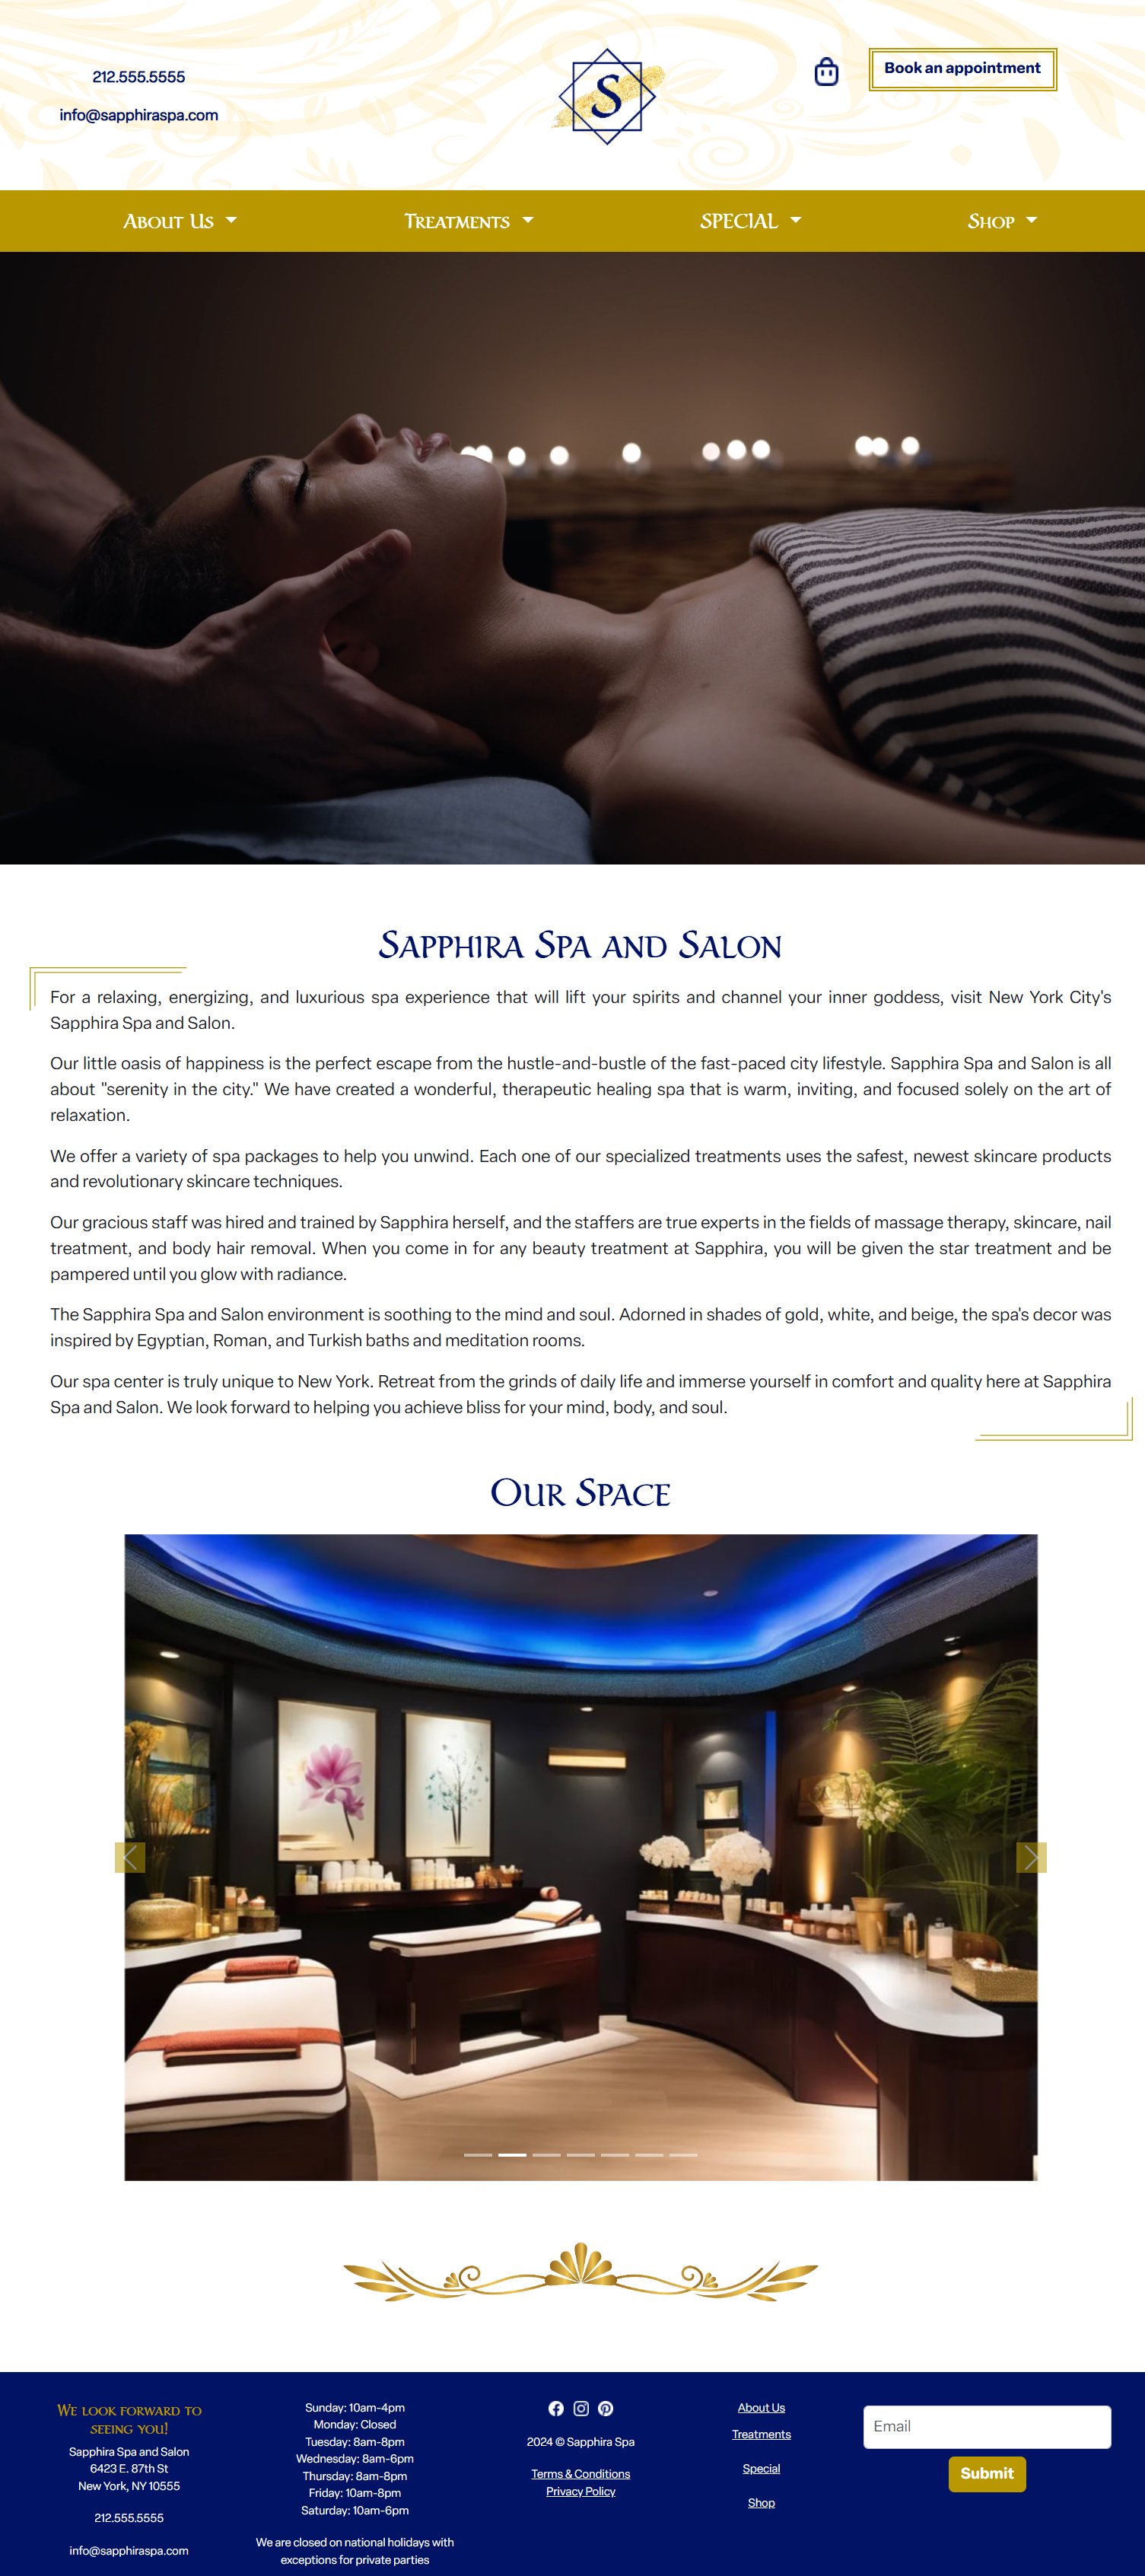 212.555.5555
info@sapphiraspa.com
S
Book an appointment
About Us
Treatments
SPECIAL
Shop
Sapphira Spa and Salon
For a relaxing, energizing, and luxurious spa experience that will lift your spirits and channel your inner goddess, visit New York City's
Sapphira Spa and Salon.
Our little oasis of happiness is the perfect escape from the hustle-and-bustle of the fast-paced city lifestyle. Sapphira Spa and Salon is all
about "serenity in the city." We have created a wonderful, therapeutic healing spa that is warm, inviting, and focused solely on the art of
relaxation.
We offer a variety of spa packages to help you unwind. Each one of our specialized treatments uses the safest, newest skincare products
and revolutionary skincare techniques.
Our gracious staff was hired and trained by Sapphira herself, and the staffers are true experts in the fields of massage therapy, skincare, nail
treatment, and body hair removal. When you come in for any beauty treatment at Sapphira, you will be given the star treatment and be
pampered until you glow with radiance.
The Sapphira Spa and Salon environment is soothing to the mind and soul. Adorned in shades of gold, white, and beige, the spa's decor was
inspired by Egyptian, Roman, and Turkish baths and meditation rooms.
Our spa center is truly unique to New York. Retreat from the grinds of daily life and immerse yourself in comfort and quality here at Sapphira
Spa and Salon. We look forward to helping you achieve bliss for your mind, body, and soul.
Our Space
We look forward to
seeing you!
Sapphira Spa and Salon
6423 E. 87th St
New York, NY 10555
212.555.5555
info@sapphiraspa.com
Sunday: 10am-4pm
Monday: Closed
Tuesday: 8am-8pm
Wednesday: 8am-6pm
Thursday: 8am-8pm
Friday: 10am-8pm
Saturday: 10am-6pm
We are closed on national holidays with
exceptions for private parties
2024 © Sapphira Spa
Terms & Conditions
Privacy Policy
About Us
Treatments
Special
Shop
Email
Submit